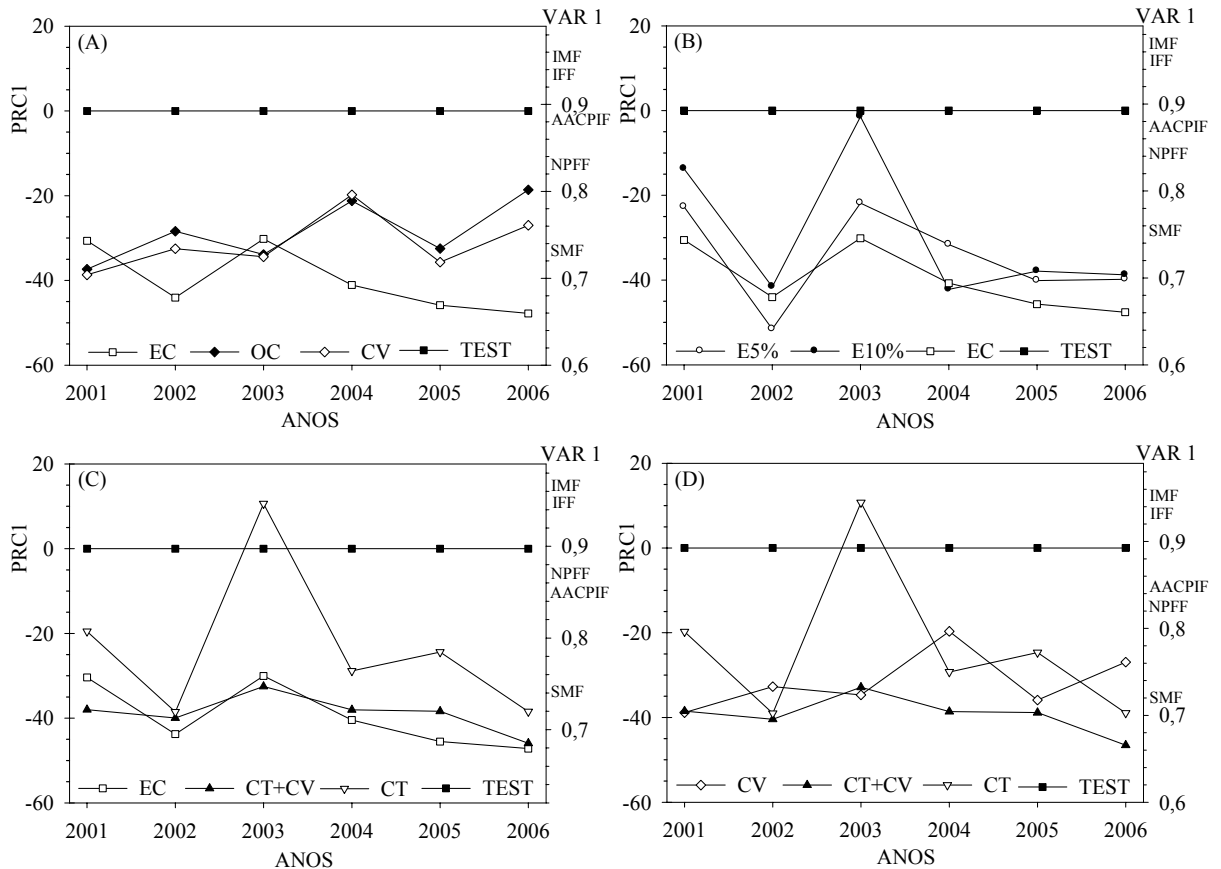 VAR 1
20
(A)
IMF
IFF
0
0,9
AACPIF
PRC1
NPFF
-20
0,8
SMF
-40
0,7
EC OC CV TEST
-60
0,6
2001 2002 2003 2004 2005 2006
ANOS
VAR 1
20
(B)
IMF
IFF
0
0,9
AACPIF
PRC1
NPFF
-20
0,8
SMF
-40
0,7
E5% E10% EC TEST
-60
0,6
2001 2002 2003 2004 2005 2006
ANOS
VAR 1
20
(C)
IMF
IFF
0
0,9
PRC1
NPFF
AACPIF
-20
0,8
SMF
-40
0,7
EC CT+CV CT TEST
-60
2001 2002 2003 2004 2005 2006
ANOS
VAR 1
20
(D)
IMF
IFF
0
0,9
PRC1
AACPIF
NPFF
-20
0,8
SMF
-40
0,7
CV CT+CV CT TEST
-60
0,6
2001 2002 2003 2004 2005 2006
ANOS